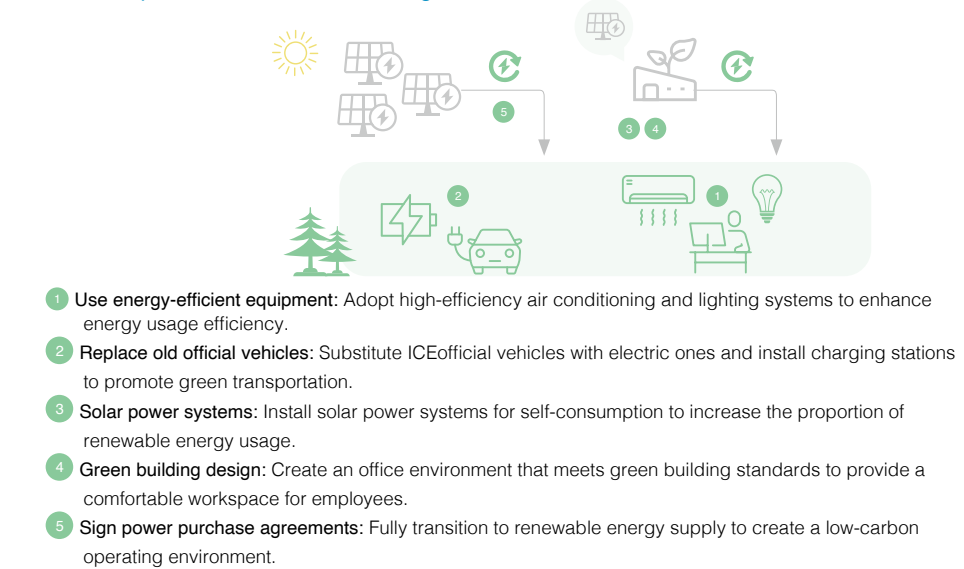 5
3 4
2
1
1 Use energy-efficient equipment: Adopt high-efficiency air conditioning and lighting systems to enhance
energy usage efficiency.
2 Replace old official vehicles: Substitute ICEofficial vehicles with electric ones and install charging stations
to promote green transportation.
3 Solar power systems: Install solar power systems for self-consumption to increase the proportion of
renewable energy usage.
4 Green building design: Create an office environment that meets green building standards to provide a
comfortable workspace for employees.
5 Sign power purchase agreements: Fully transition to renewable energy supply to create a low-carbon
operating environment.